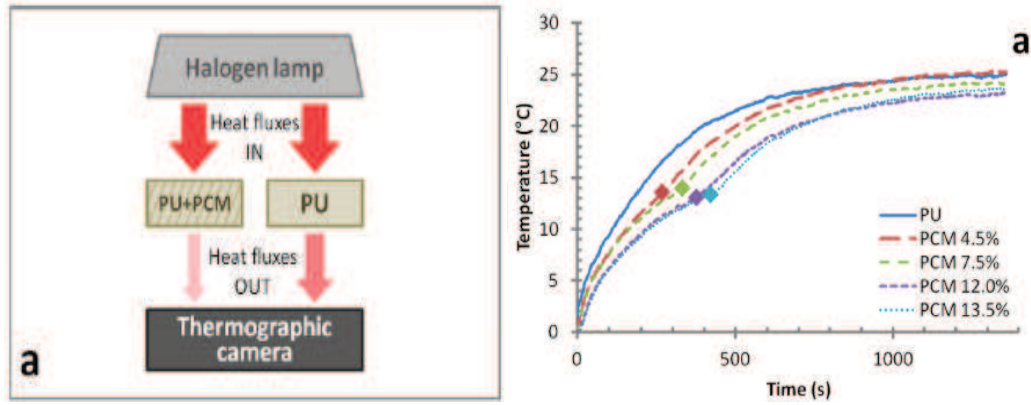 Halogen lamp
Heat fluxes
IN
PU+PCM
PU
Heat fluxes
OUT
Thermographic
camera
a
a
Temperature (°C)
30
25
20
15
10
5
0
0
500
1000
Time (s)
PU
PCM 4.5%
PCM 7.5%
PCM 12.0%
PCM 13.5%